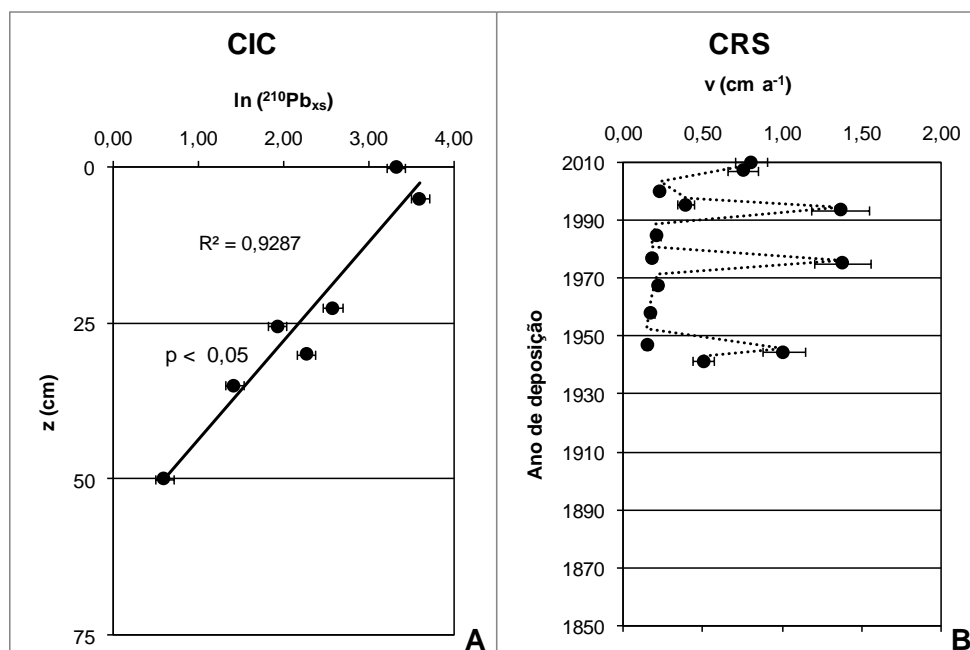 CIC
ln (²¹⁰Pbₓₛ)
0,00 1,00 2,00 3,00 4,00
0
25
50
75
z (cm)
R² = 0,9287
p < 0,05
A
CRS
v (cm a⁻¹)
0,00 0,50 1,00 1,50 2,00
2010
1990
1970
1950
1930
1910
1890
1870
1850
Ano de deposição
B